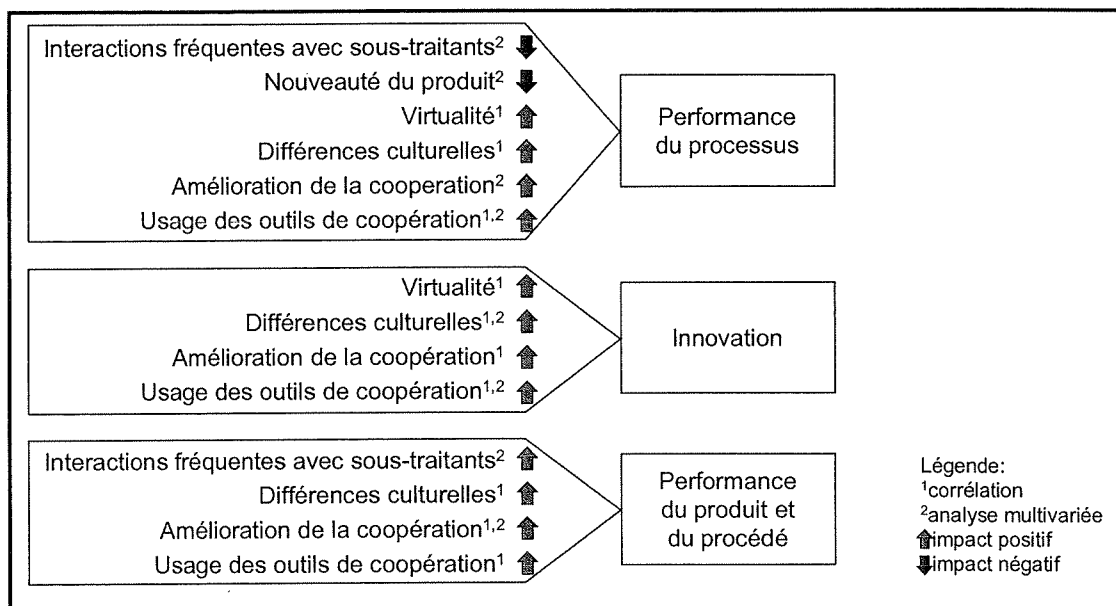 Interactions fréquentes avec sous-traitants²
Nouveauté du produit²
Virtualité¹
Différences culturelles¹
Amélioration de la cooperation²
Usage des outils de coopération¹,²
Performance
du processus
Virtualité¹
Différences culturelles¹,²
Amélioration de la coopération¹
Usage des outils de coopération¹,²
Innovation
Interactions fréquentes avec sous-traitants²
Différences culturelles¹
Amélioration de la coopération¹,²
Usage des outils de coopération¹
Performance
du produit et
du procédé
Légende:
¹corrélation
²analyse multivariée
impact positif
impact négatif